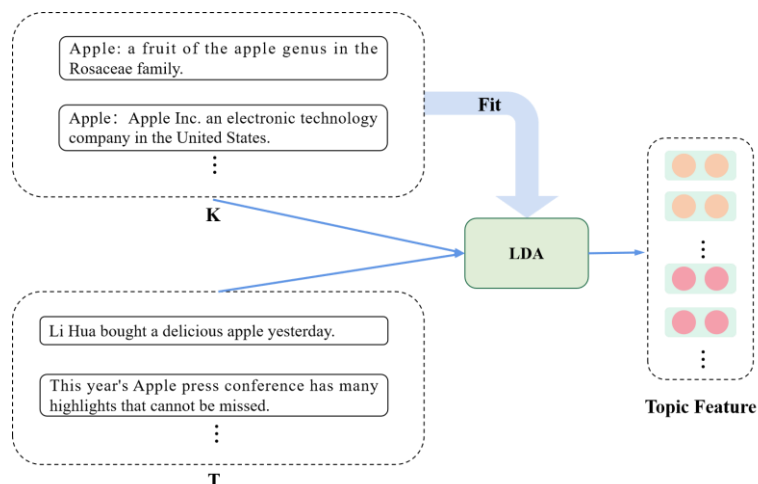 Apple: a fruit of the apple genus in the
Rosaceae family.
Apple： Apple Inc. an electronic technology
company in the United States.
K
Fit
LDA
Li Hua bought a delicious apple yesterday.
This year's Apple press conference has many
highlights that cannot be missed.
T
Topic Feature